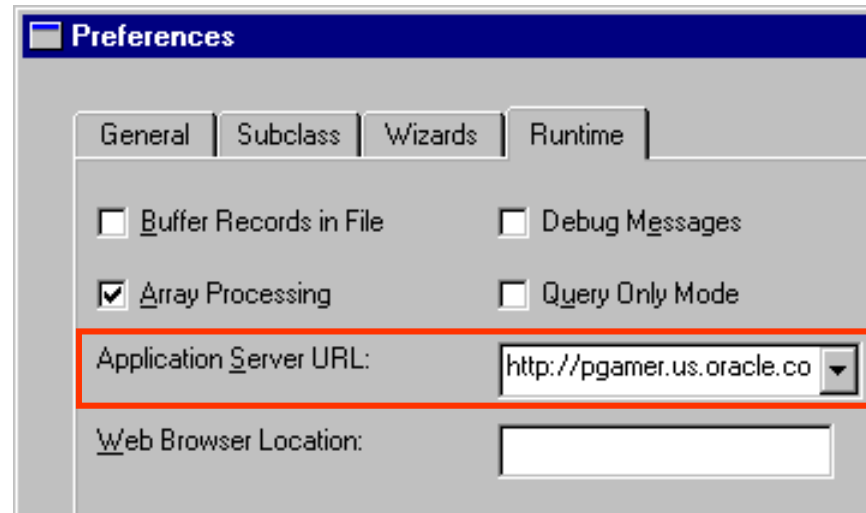 Preferences
General Subclass Wizards Runtime
Buffer Records in File Debug Messages
Array Processing Query Only Mode
Application Server URL: http://pgamer.us.oracle.co
Web Browser Location: